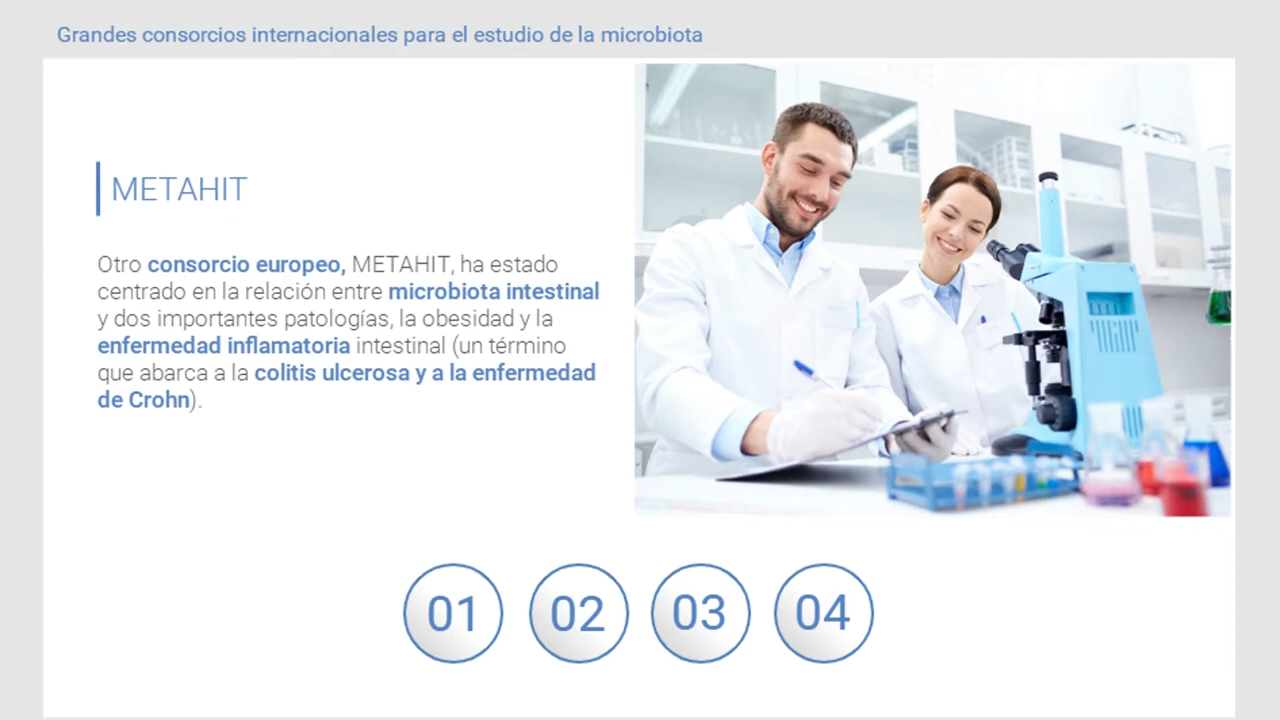 Grandes consorcios internacionales para el estudio de la microbiota
METAHIT
Otro consorcio europeo, METAHIT, ha estado
centrado en la relación entre microbiota intestinal
y dos importantes patologías, la obesidad y la
enfermedad inflamatoria intestinal (un término
que abarca a la colitis ulcerosa y a la enfermedad
de Crohn).
01 02 03 04